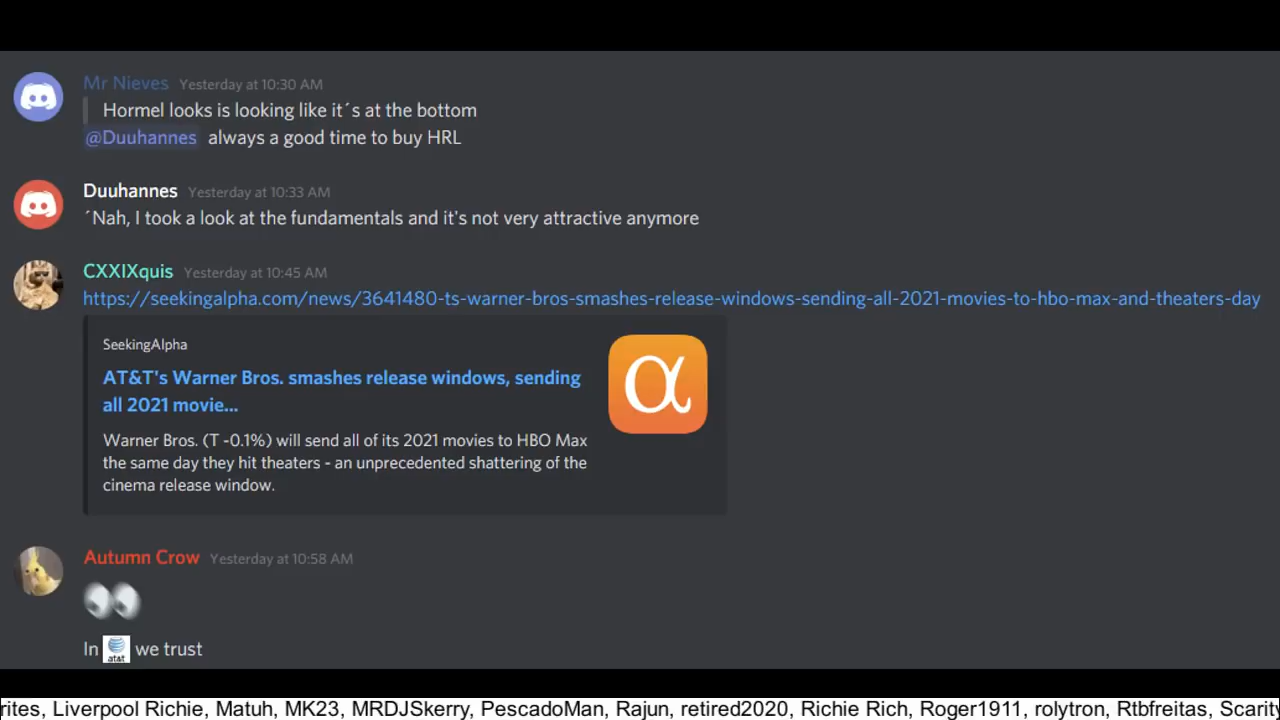 Mr Nieves Yesterday at 10:30 AM
Hormel looks is looking like it´s at the bottom
@Duuhannes always a good time to buy HRL
Duuhannes Yesterday at 10:33 AM
´Nah, I took a look at the fundamentals and it's not very attractive anymore
CXXIXquis Yesterday at 10:45 AM
https://seekingalpha.com/news/3641480-ts-warner-bros-smashes-release-windows-sending-all-2021-movies-to-hbo-max-and-theaters-day
SeekingAlpha
AT&T's Warner Bros. smashes release windows, sending
all 2021 movie...
α
Warner Bros. (T -0.1%) will send all of its 2021 movies to HBO Max
the same day they hit theaters - an unprecedented shattering of the
cinema release window.
Autumn Crow Yesterday at 10:58 AM
In at&t we trust
rites, Liverpool Richie, Matuh, MK23, MRDJSkerry, PescadoMan, Rajun, retired2020, Richie Rich, Roger1911, rolytron, Rtbfreitas, Scarity